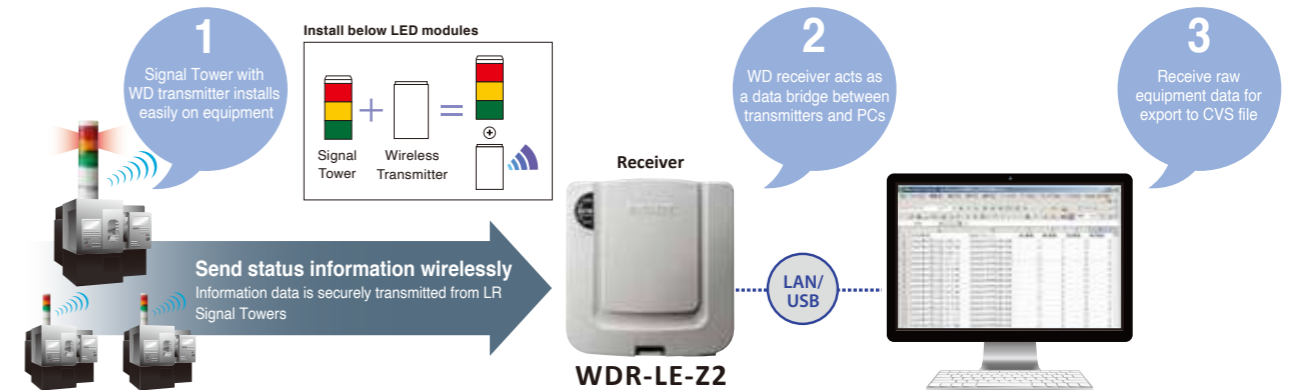 1
Signal Tower with
WD transmitter installs
easily on equipment
Install below LED modules
Signal
Tower
Wireless
Transmitter
2
WD receiver acts as
a data bridge between
transmitters and PCs
3
Receive raw
equipment data for
export to CVS file
Send status information wirelessly
Information data is securely transmitted from LR
Signal Towers
Receiver
WDR-LE-Z2
LAN/
USB